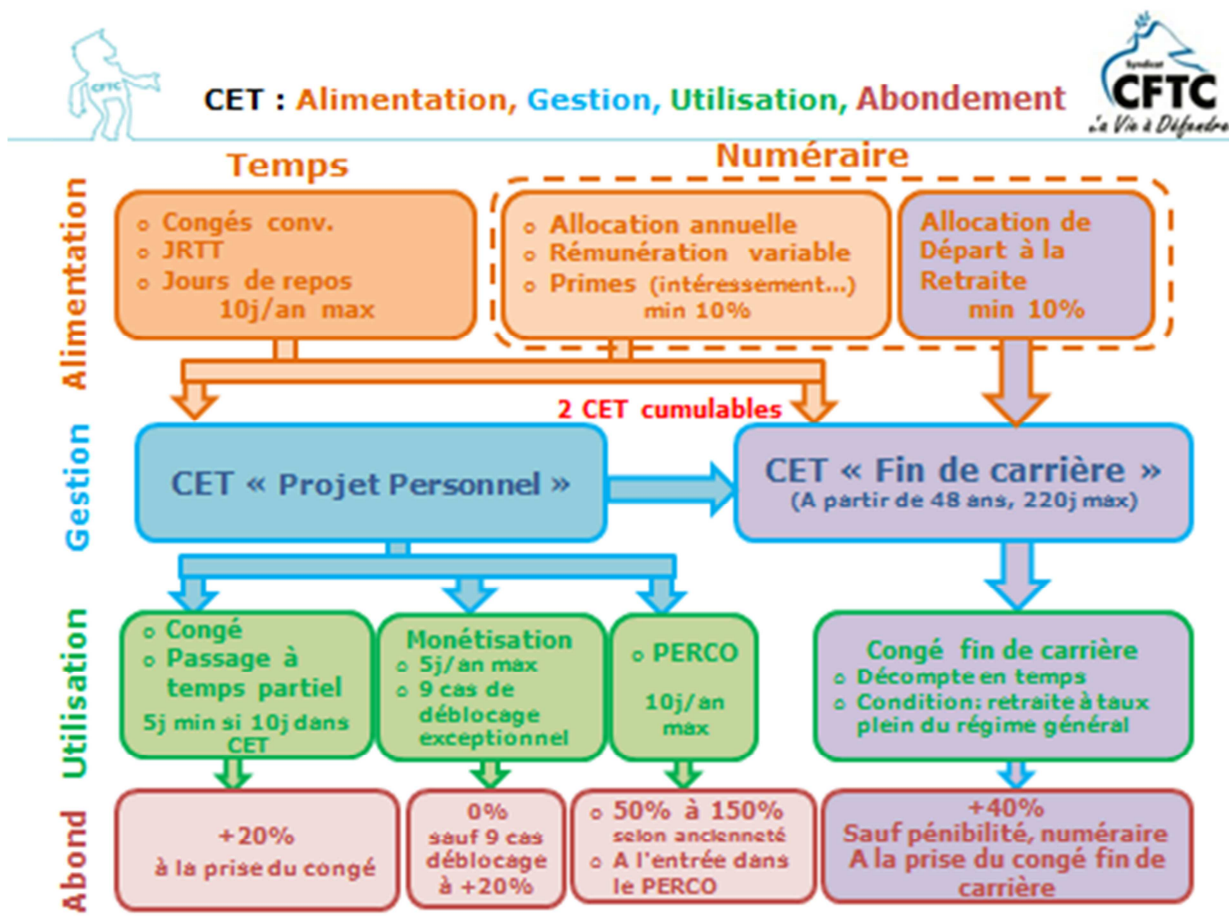 CFTC
CET : Alimentation, Gestion, Utilisation, Abondement
Syndicat
CFTC
La Vie à Défendre
Temps
Numéraire
Alimentation
o Congés conv.
o JRTT
o Jours de repos
10j/an max
o Allocation annuelle
o Rémunération variable
o Primes (intéressement...)
min 10%
Allocation de
Départ à la
Retraite
min 10%
2 CET cumulables
Gestion
CET « Projet Personnel »
CET « Fin de carrière »
(A partir de 48 ans, 220j max)
Utilisation
o Congé
o Passage à
temps partiel
5j min si 10j dans
CET
Monétisation
o 5j/an max
o 9 cas de
déblocage
exceptionnel
o PERCO
10j/an
max
Congé fin de carrière
o Décompte en temps
o Condition: retraite à taux
plein du régime général
Abond
+20%
à la prise du congé
0%
sauf 9 cas
déblocage
à +20%
o 50% à 150%
selon ancienneté
o A l'entrée dans
le PERCO
+40%
Sauf pénibilité, numéraire
A la prise du congé fin de
carrière